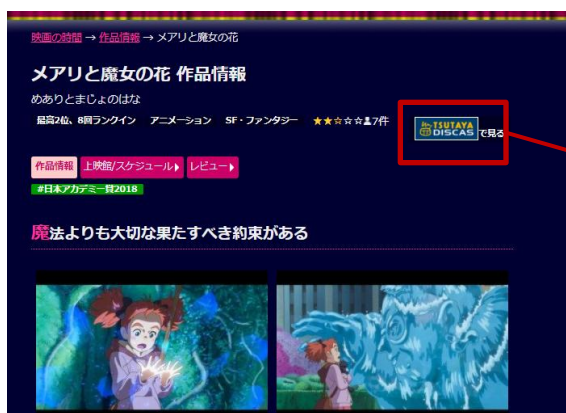 映画の時間 → 作品情報 → メアリと魔女の花
メアリと魔女の花 作品情報
めありとまじょのはな
最高2位、8回ランクイン アニメーション SF・ファンタジー ★★☆☆☆7件
TSUTAYA DISCAS で見る
作品情報 上映館/スケジュール レビュー
#日本アカデミー賞2018
魔法よりも大切な果たすべき約束がある